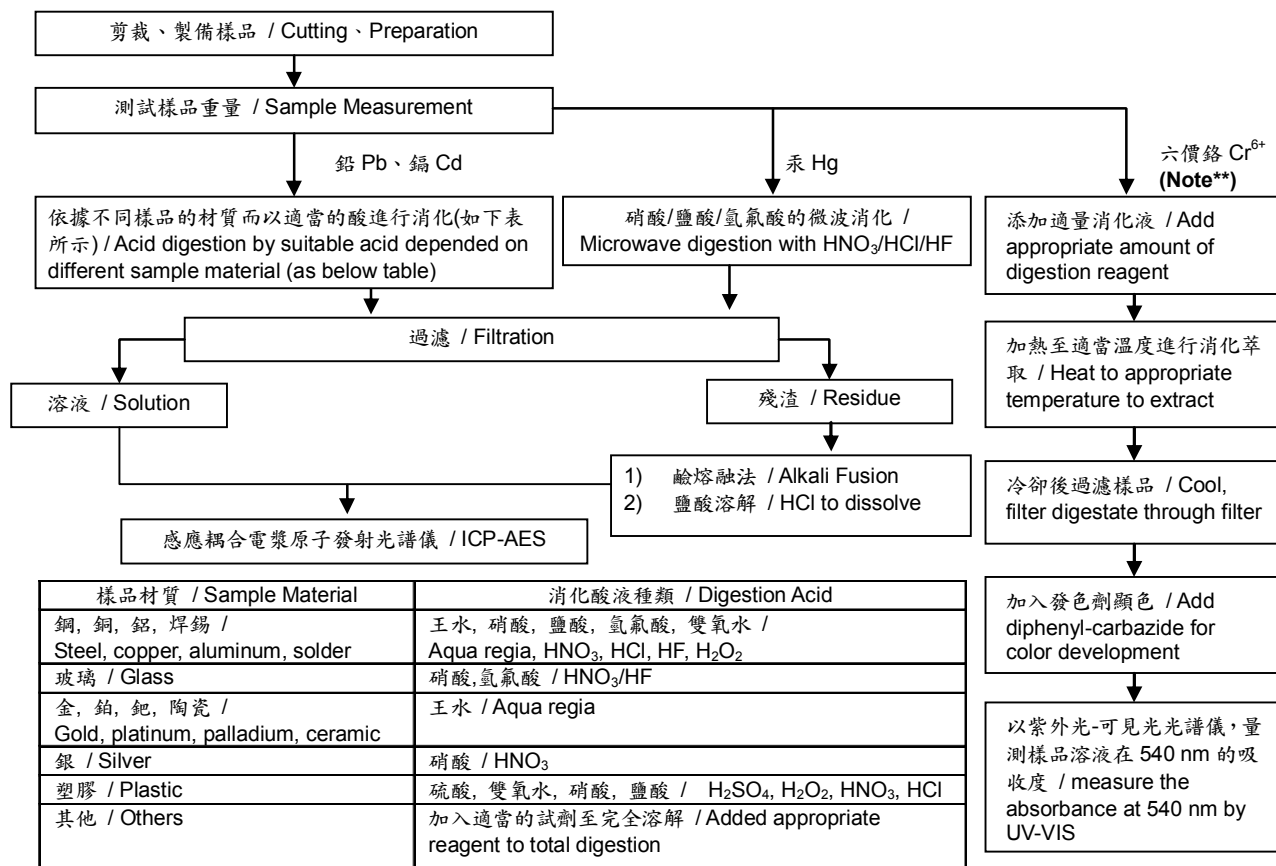 剪裁、製備樣品 / Cutting、Preparation
測試樣品重量 / Sample Measurement
鉛 Pb、鎘 Cd
汞 Hg
六價鉻 Cr⁶⁺
(Note**)
依據不同樣品的材質而以適當的酸進行消化(如下表
所示) / Acid digestion by suitable acid depended on
different sample material (as below table)
硝酸/鹽酸/氫氟酸的微波消化 /
Microwave digestion with HNO₃/HCl/HF
添加適量消化液 / Add
appropriate amount of
digestion reagent
過濾 / Filtration
加熱至適當溫度進行消化萃
取 / Heat to appropriate
temperature to extract
溶液 / Solution
殘渣 / Residue
1) 鹼熔融法 / Alkali Fusion
2) 鹽酸溶解 / HCl to dissolve
冷卻後過濾樣品 / Cool,
filter digestate through filter
感應耦合電漿原子發射光譜儀 / ICP-AES
加入發色劑顯色 / Add
diphenyl-carbazide for
color development
以紫外光-可見光光譜儀，量
測樣品溶液在 540 nm 的吸
收度 / measure the
absorbance at 540 nm by
UV-VIS
樣品材質 / Sample Material
消化酸液種類 / Digestion Acid
鋼, 銅, 鋁, 焊錫 /
Steel, copper, aluminum, solder
王水, 硝酸, 鹽酸, 氫氟酸, 雙氧水 /
Aqua regia, HNO₃, HCl, HF, H₂O₂
玻璃 / Glass
硝酸,氫氟酸 / HNO₃/HF
金, 鉑, 鈀, 陶瓷 /
Gold, platinum, palladium, ceramic
王水 / Aqua regia
銀 / Silver
硝酸 / HNO₃
塑膠 / Plastic
硫酸, 雙氧水, 硝酸, 鹽酸 / H₂SO₄, H₂O₂, HNO₃, HCl
其他 / Others
加入適當的試劑至完全溶解 / Added appropriate
reagent to total digestion